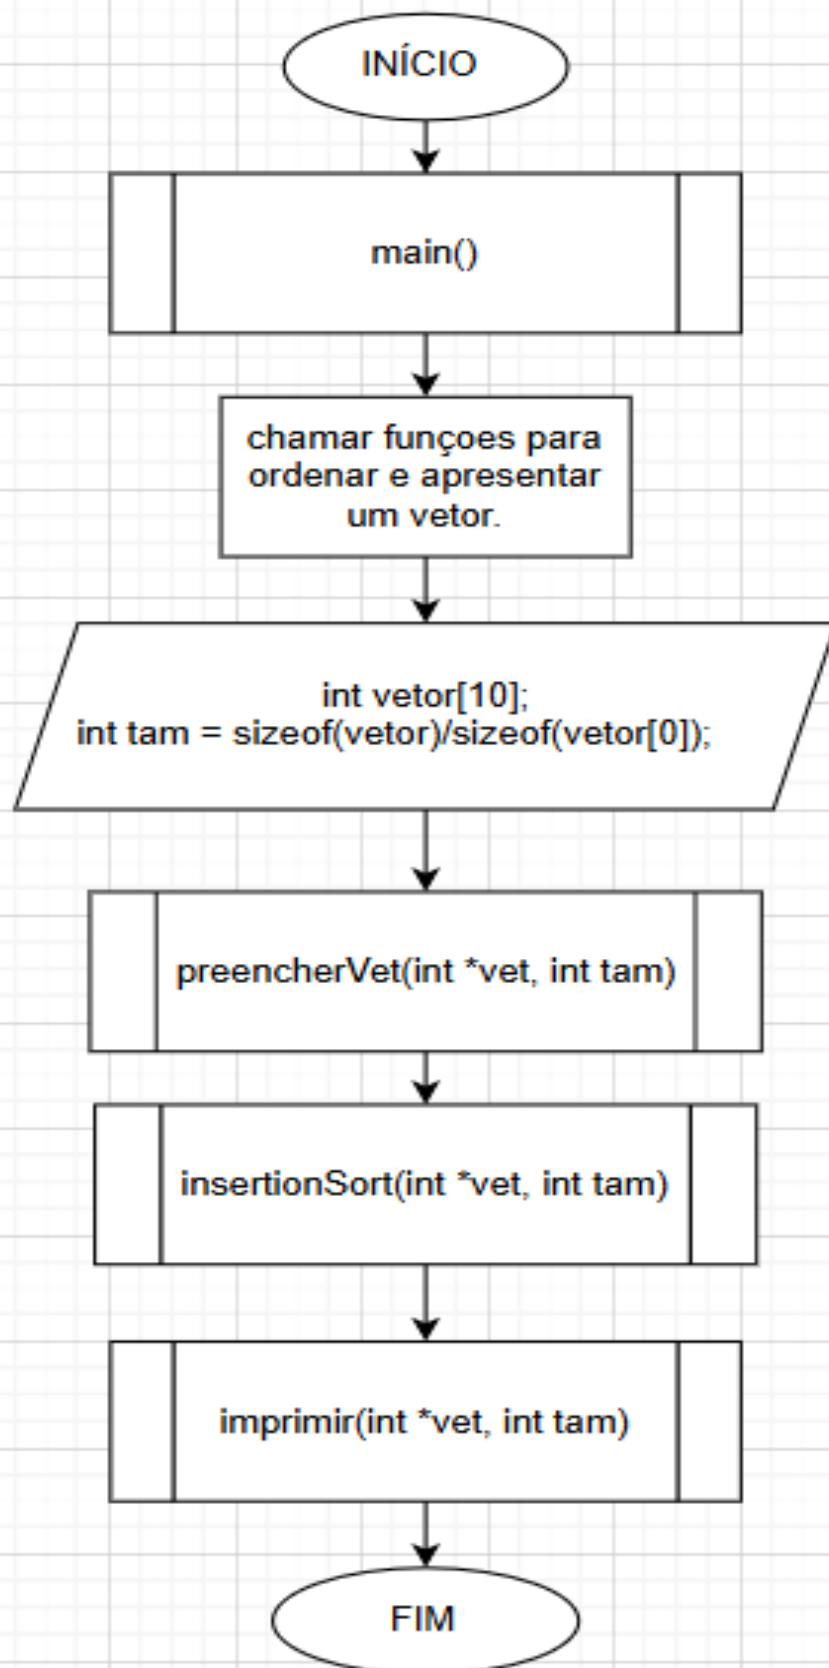 INÍCIO
main()
chamar funçoes para
ordenar e apresentar
um vetor.
int vetor[10];
int tam = sizeof(vetor)/sizeof(vetor[0]);
preencherVet(int *vet, int tam)
insertionSort(int *vet, int tam)
imprimir(int *vet, int tam)
FIM